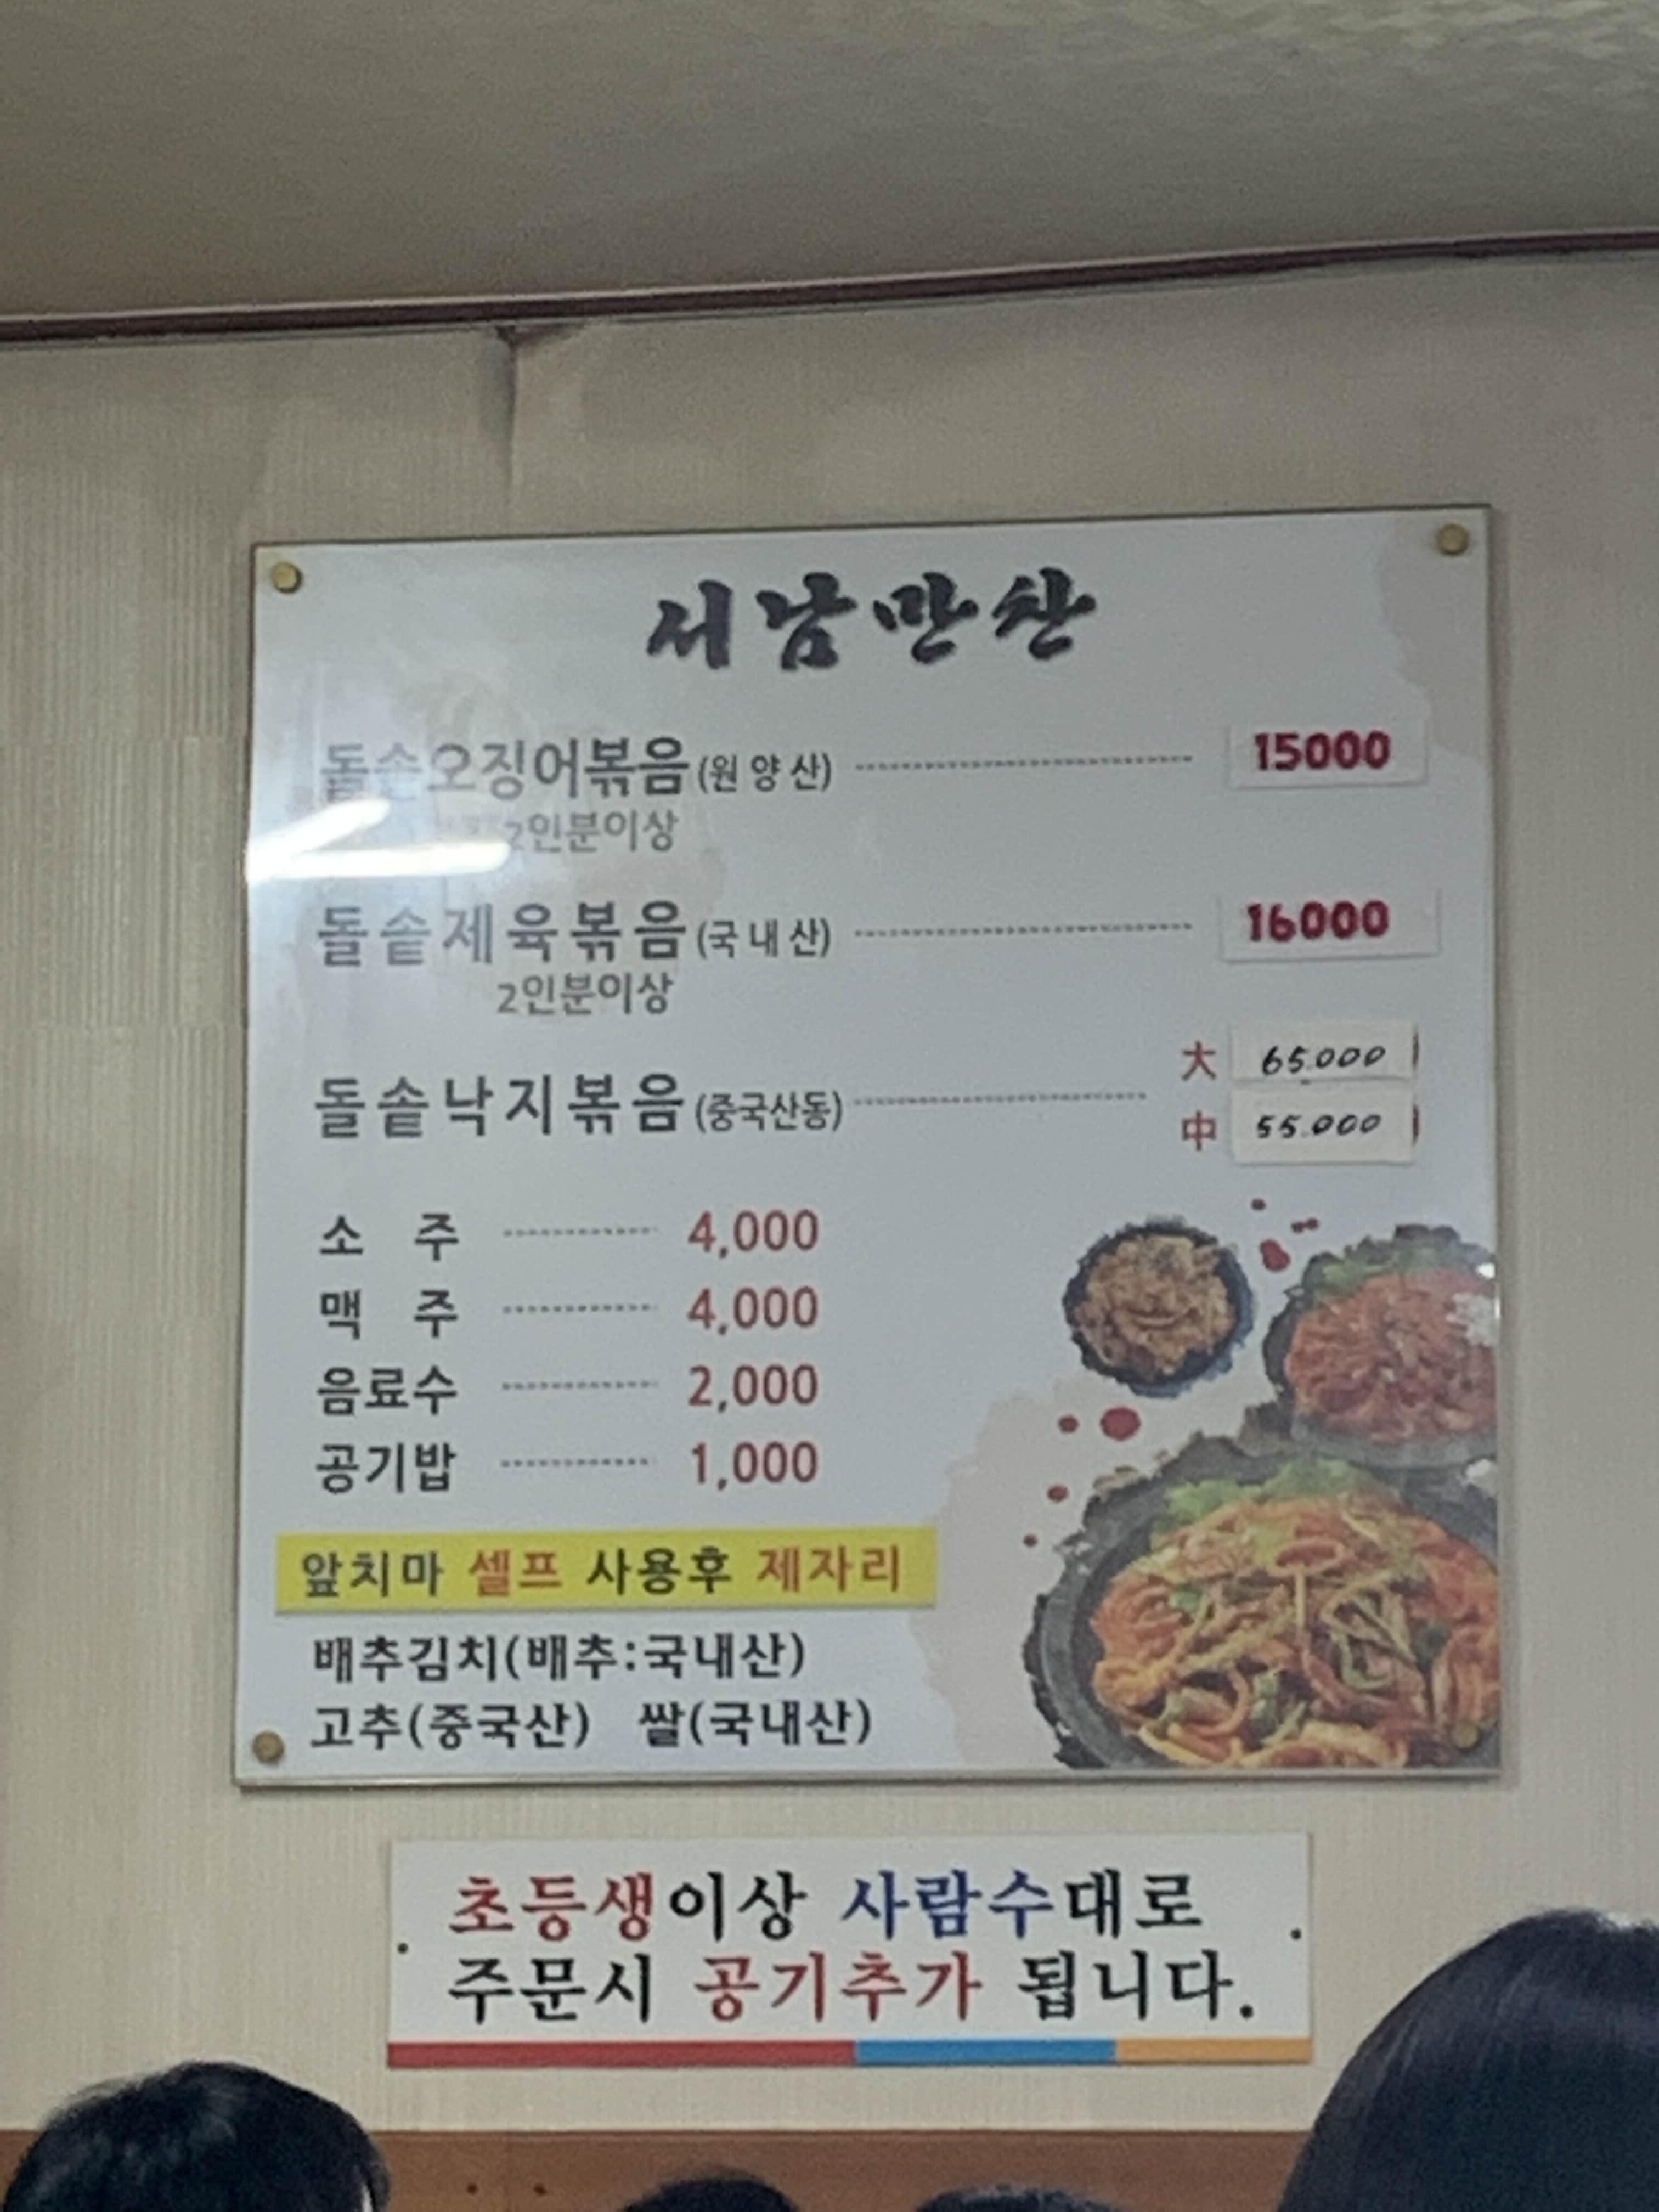 서남만찬
돌솥오징어볶음(원양산) 15000
2인분이상
돌솥제육볶음(국내산) 16000
2인분이상
돌솥낙지볶음(중국산동) 大 65.000
中 55.000
소 주 4,000
맥 주 4,000
음료수 2,000
공기밥 1,000
앞치마 셀프 사용후 제자리
배추김치(배추:국내산)
고추(중국산) 쌀(국내산)
초등생이상 사람수대로
주문시 공기추가 됩니다.